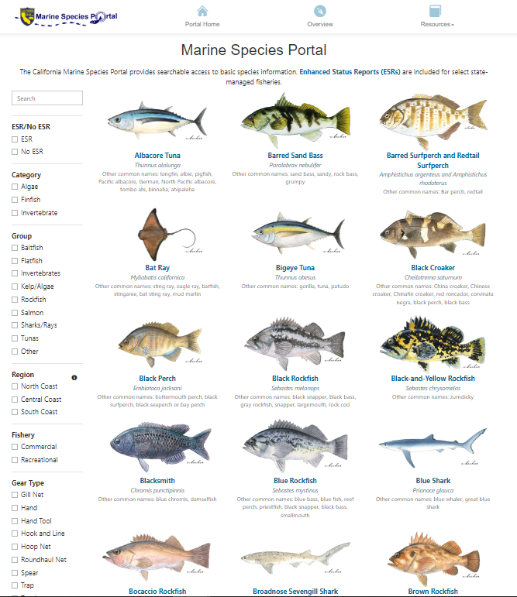 Marine Species Portal
Portal Home
Overview
Resources
Marine Species Portal
The California Marine Species Portal provides searchable access to basic species information. Enhanced Status Reports (ESRs) are included for select state-
managed fisheries.
Search
ESR/No ESR
ESR
No ESR
Category
Algae
Finfish
Invertebrate
Group
Baitfish
Flatfish
Invertebrates
Kelp/Algae
Rockfish
Salmon
Sharks/Rays
Tunas
Other
Region
North Coast
Central Coast
South Coast
Fishery
Commercial
Recreational
Gear Type
Gill Net
Hand
Hand Tool
Hook and Line
Hoop Net
Roundhaul Net
Spear
Trap
Albacore Tuna
Thunnus alalunga
Other common names: longfin, albie, pigfish,
Pacific albacore, German, North Pacific albacore,
Barred Sand Bass
Paralabrax nebulifer
Other common names: sand bass, sandy, rock bass,
grumpy
Barred Surfperch and Redtail
Surfperch
Amphistichus argenteus and Amphistichus
rhodoterus
Other common names: Bar perch, redtail
Bat Ray
Myliobatis californica
Other common names: sting ray, eagle ray, batfish,
stingaree, bat sting ray, mud marlin
Bigeye Tuna
Thunnus obesus
Other common names: gorilla, tuna, patudo
Black Croaker
Cheilotrema saturnum
Other common names: China croaker, Chinese
croaker, Chinafin croaker, red roncador, corvineta
negra, black perch, black bass
Black Perch
Embiotoca jacksoni
Other common names: buttermouth perch, black
surfperch, black seaperch or bay perch
Black Rockfish
Sebastes melanops
Other common names: black snapper, black bass,
gray rockfish, snapper, largemouth, rock cod
Black-and-Yellow Rockfish
Sebastes chrysomelas
Other common names:
Blacksmith
Chromis punctipinnis
Other common names: blue chromis, damselfish
Blue Rockfish
Sebastes mystinus
Other common names: blue bass, blue fish, reef
perch, priestfish, black snapper, black bass,
smallmouth
Blue Shark
Prionace glauca
Other common names: blue whaler, great blue
shark
Bocaccio Rockfish
Broadnose Sevengill Shark
Brown Rockfish